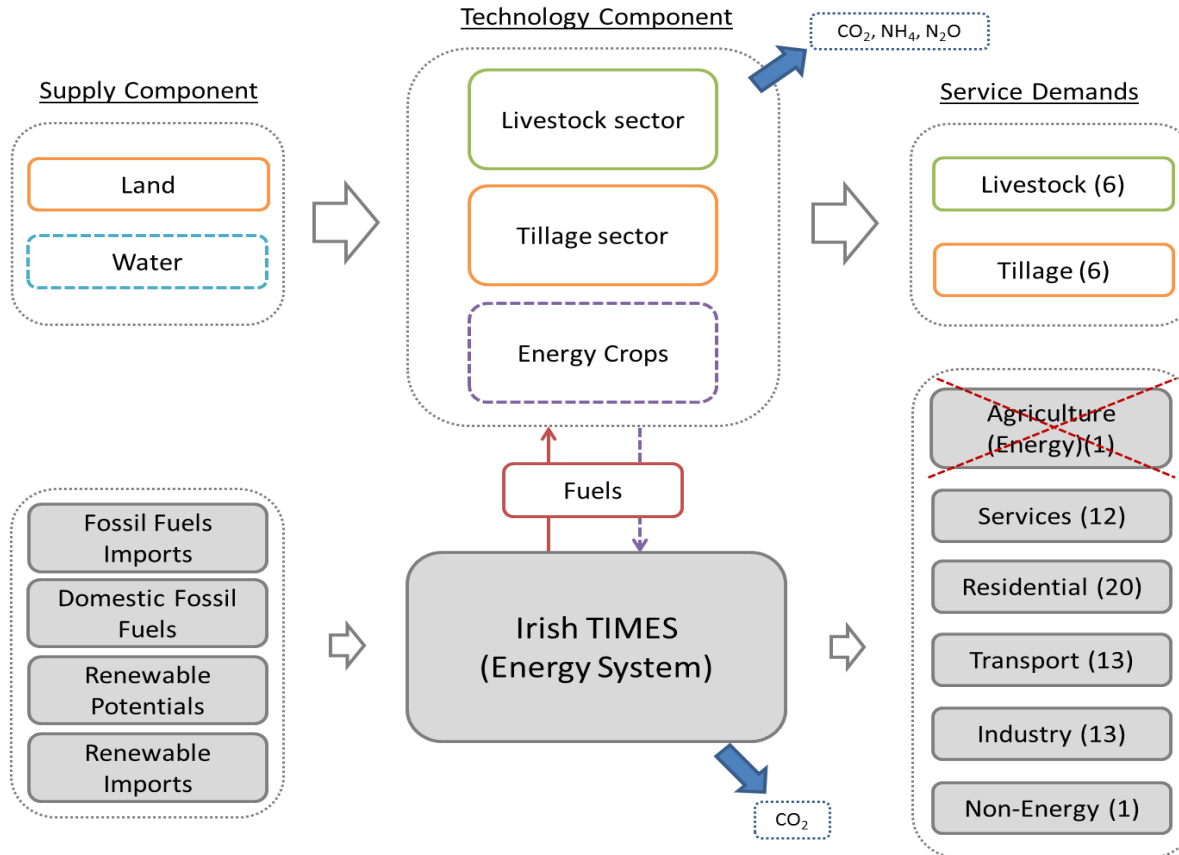 Technology Component
CO₂, NH₄, N₂O
Supply Component
Service Demands
Livestock sector
Land
Livestock (6)
Tillage sector
Water
Tillage (6)
Energy Crops
Agriculture
(Energy)(1)
Fuels
Fossil Fuels
Imports
Services (12)
Domestic Fossil
Fuels
Residential (20)
Irish TIMES
(Energy System)
Renewable
Potentials
Transport (13)
Renewable
Imports
Industry (13)
Non-Energy (1)
CO₂